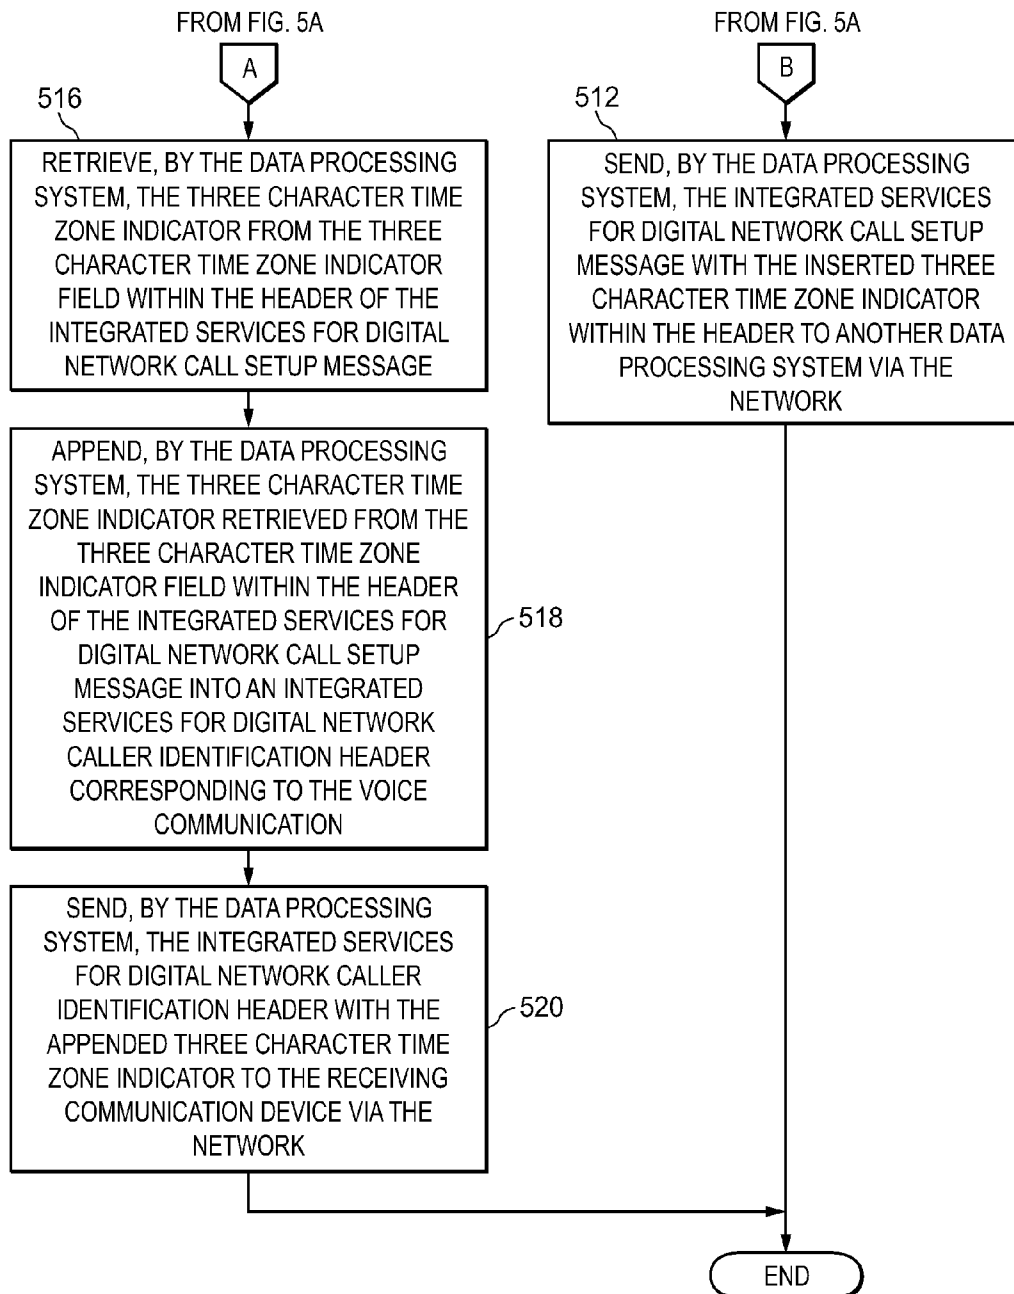 FROM FIG. 5A
A
516
RETRIEVE, BY THE DATA PROCESSING
SYSTEM, THE THREE CHARACTER TIME
ZONE INDICATOR FROM THE THREE
CHARACTER TIME ZONE INDICATOR
FIELD WITHIN THE HEADER OF THE
INTEGRATED SERVICES FOR DIGITAL
NETWORK CALL SETUP MESSAGE
APPEND, BY THE DATA PROCESSING
SYSTEM, THE THREE CHARACTER TIME
ZONE INDICATOR RETRIEVED FROM THE
THREE CHARACTER TIME ZONE
INDICATOR FIELD WITHIN THE HEADER
OF THE INTEGRATED SERVICES FOR
DIGITAL NETWORK CALL SETUP
MESSAGE INTO AN INTEGRATED
SERVICES FOR DIGITAL NETWORK
CALLER IDENTIFICATION HEADER
CORRESPONDING TO THE VOICE
COMMUNICATION
518
SEND, BY THE DATA PROCESSING
SYSTEM, THE INTEGRATED SERVICES
FOR DIGITAL NETWORK CALLER
IDENTIFICATION HEADER WITH THE
APPENDED THREE CHARACTER TIME
ZONE INDICATOR TO THE RECEIVING
COMMUNICATION DEVICE VIA THE
NETWORK
520
FROM FIG. 5A
B
512
SEND, BY THE DATA PROCESSING
SYSTEM, THE INTEGRATED SERVICES
FOR DIGITAL NETWORK CALL SETUP
MESSAGE WITH THE INSERTED THREE
CHARACTER TIME ZONE INDICATOR
WITHIN THE HEADER TO ANOTHER DATA
PROCESSING SYSTEM VIA THE
NETWORK
END